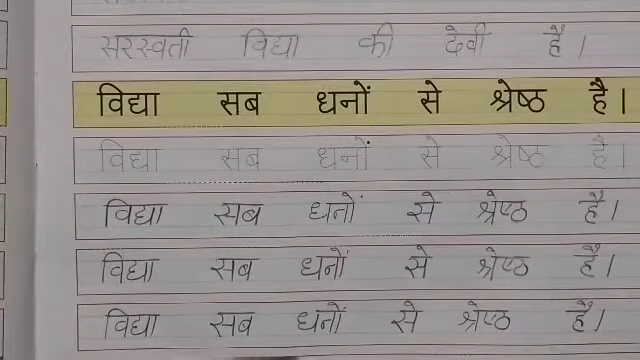 सरस्वती विद्या की देवी है।
विद्या सब धनों से श्रेष्ठ है।
विद्या सब धनों से श्रेष्ठ है।
विद्या सब धनों से श्रेष्ठ है।
विद्या सब धनों से श्रेष्ठ है।
विद्या सब धनों से श्रेष्ठ है।